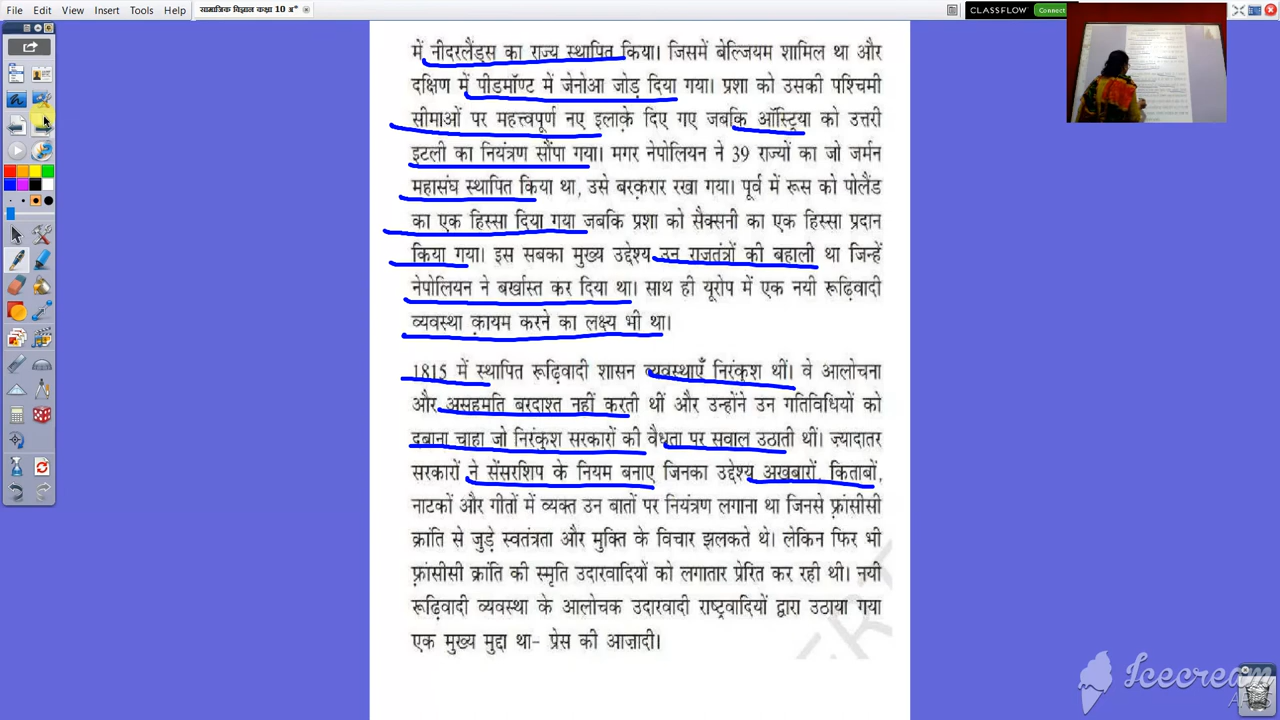 File Edit View Insert Tools Help
सामाजिक विज्ञान कक्षा 10 अ*
CLASSFLOW Connect
में नीदरलैंड्स का राज्य स्थापित किया। जिसमें बेल्जियम शामिल था और
दक्षिण में पीडमॉण्ट में जेनोआ जोड़ दिया गया। प्रशा को उसकी पश्चिमी
सीमाओं पर महत्त्वपूर्ण नए इलाक़े दिए गए जबकि ऑस्ट्रिया को उत्तरी
इटली का नियंत्रण सौंपा गया। मगर नेपोलियन ने 39 राज्यों का जो जर्मन
महासंघ स्थापित किया था, उसे बरक़रार रखा गया। पूर्व में रूस को पोलैंड
का एक हिस्सा दिया गया जबकि प्रशा को सैक्सनी का एक हिस्सा प्रदान
किया गया। इस सबका मुख्य उद्देश्य उन राजतंत्रों की बहाली था जिन्हें
नेपोलियन ने बर्खास्त कर दिया था। साथ ही यूरोप में एक नयी रूढ़िवादी
व्यवस्था क़ायम करने का लक्ष्य भी था।
1815 में स्थापित रूढ़िवादी शासन व्यवस्थाएँ निरंकुश थीं। वे आलोचना
और असहमति बरदाश्त नहीं करती थीं और उन्होंने उन गतिविधियों को
दबाना चाहा जो निरंकुश सरकारों की वैधता पर सवाल उठाती थीं। ज़्यादातर
सरकारों ने सेंसरशिप के नियम बनाए जिनका उद्देश्य अखबारों, किताबों,
नाटकों और गीतों में व्यक्त उन बातों पर नियंत्रण लगाना था जिनसे फ़्रांसीसी
क्रांति से जुड़े स्वतंत्रता और मुक्ति के विचार झलकते थे। लेकिन फिर भी
फ़्रांसीसी क्रांति की स्मृति उदारवादियों को लगातार प्रेरित कर रही थी। नयी
रूढ़िवादी व्यवस्था के आलोचक उदारवादी राष्ट्रवादियों द्वारा उठाया गया
एक मुख्य मुद्दा था- प्रेस की आज़ादी।
Icecream